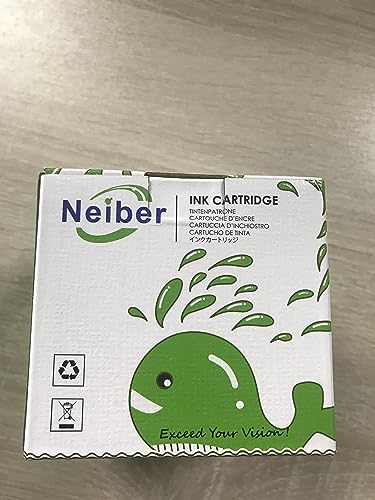 Neiber
INK CARTRIDGE
TINTENPATRONE
CARTOUCHE D'ENCRE
CARTUCCIA D'INCHIOSTRO
CARTUCHO DE TINTA
インクカートリッジ
Exceed Your Vision!